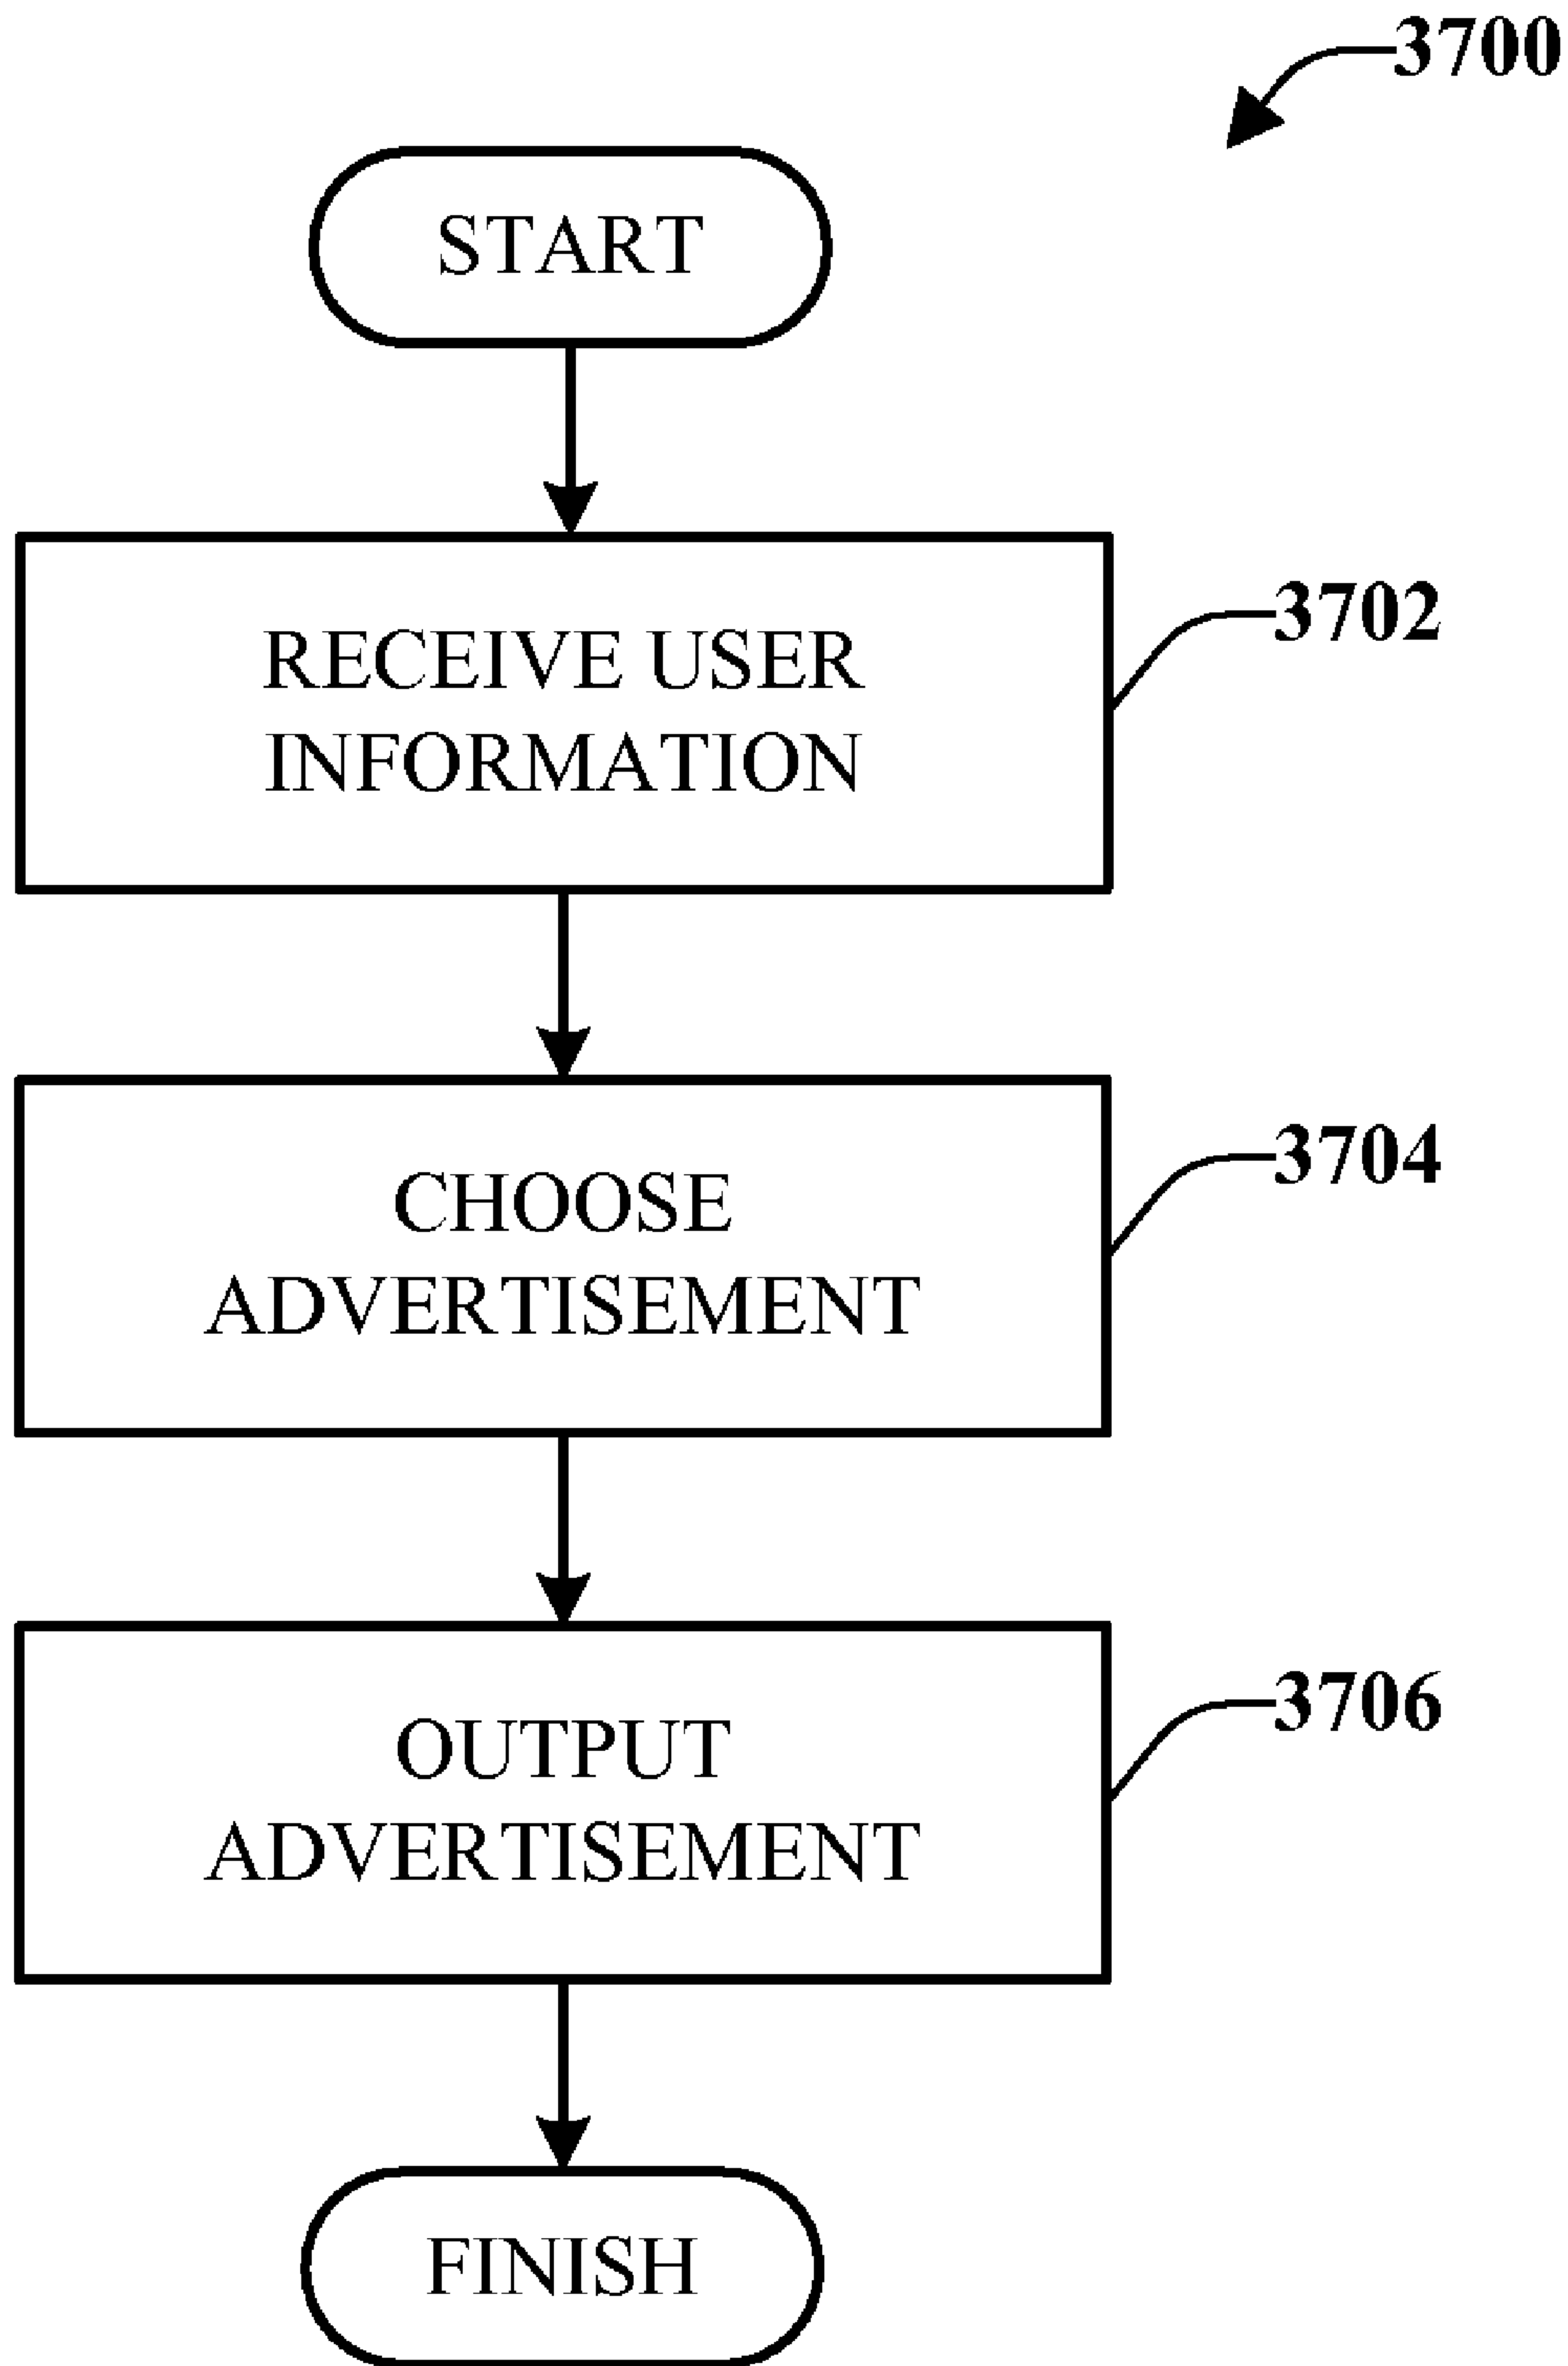 3700
START
RECEIVE USER
INFORMATION
3702
CHOOSE
ADVERTISEMENT
3704
OUTPUT
ADVERTISEMENT
3706
FINISH